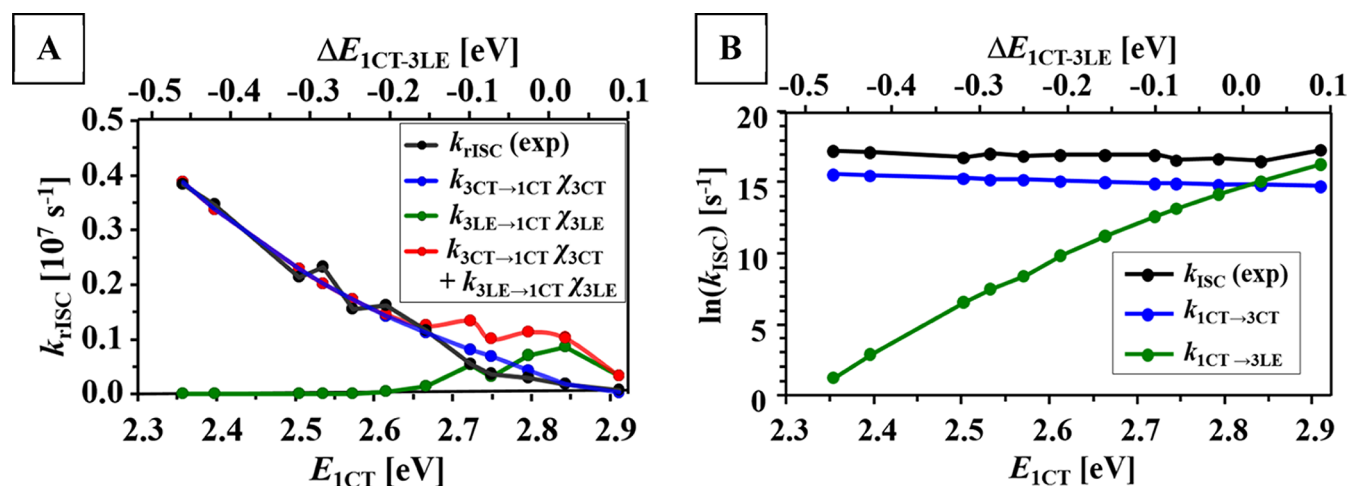 A
ΔE1CT-3LE [eV]
-0.5 -0.4 -0.3 -0.2 -0.1 0.0 0.1
0.5
0.4
0.3
0.2
0.1
0.0
krISC [10⁷ s⁻¹]
krISC (exp)
k3CT→1CT χ3CT
k3LE→1CT χ3LE
k3CT→1CT χ3CT
+ k3LE→1CT χ3LE
2.3 2.4 2.5 2.6 2.7 2.8 2.9
E1CT [eV]
B
ΔE1CT-3LE [eV]
-0.5 -0.4 -0.3 -0.2 -0.1 0.0 0.1
20
15
10
5
0
ln(kISC) [s⁻¹]
kISC (exp)
k1CT→3CT
k1CT→3LE
2.3 2.4 2.5 2.6 2.7 2.8 2.9
E1CT [eV]